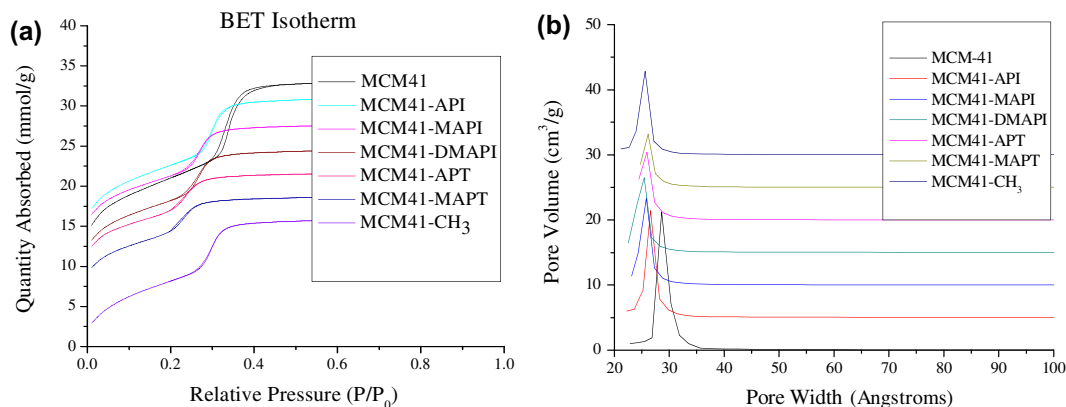 (a)
BET Isotherm
40
35
30
25
20
15
10
5
0
Quantity Absorbed (mmol/g)
0.0 0.2 0.4 0.6 0.8 1.0
Relative Pressure (P/P0)
MCM41
MCM41-API
MCM41-MAPI
MCM41-DMAPI
MCM41-APT
MCM41-MAPT
MCM41-CH3
(b)
50
40
30
20
10
0
Pore Volume (cm³/g)
20 30 40 50 60 70 80 90 100
Pore Width (Angstroms)
MCM-41
MCM41-API
MCM41-MAPI
MCM41-DMAPI
MCM41-APT
MCM41-MAPT
MCM41-CH3